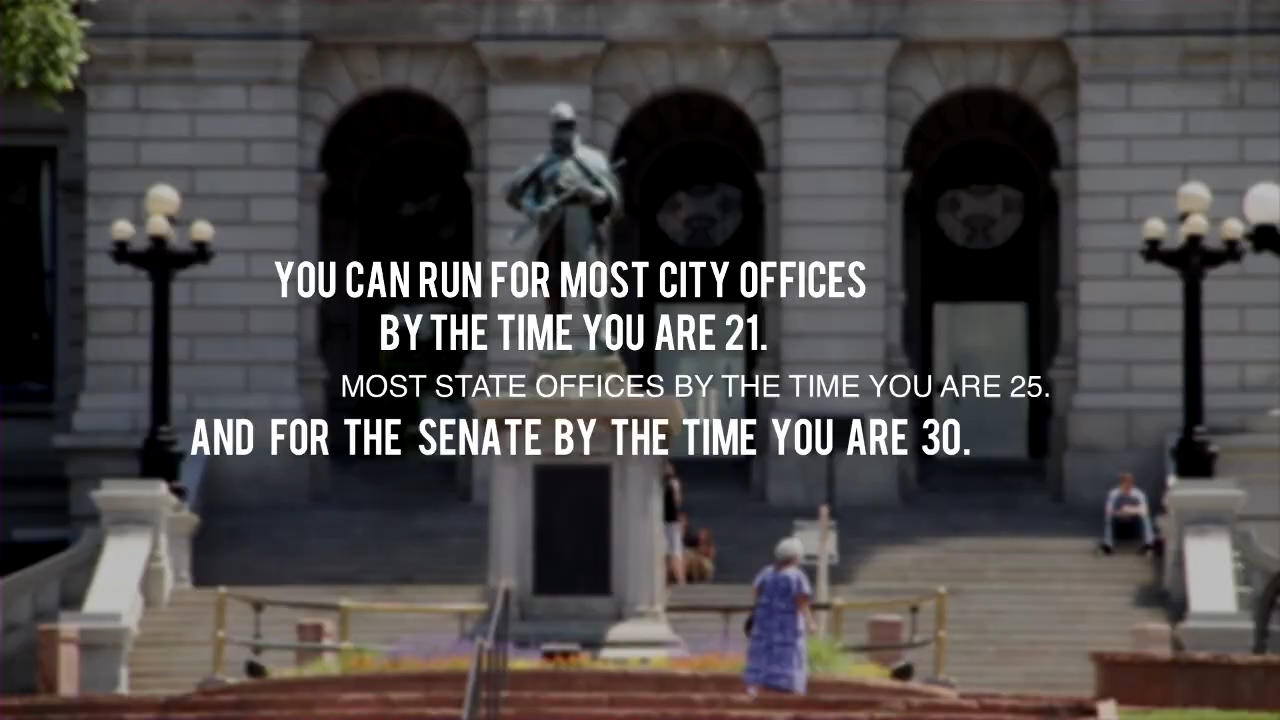 YOU CAN RUN FOR MOST CITY OFFICES
BY THE TIME YOU ARE 21.
MOST STATE OFFICES BY THE TIME YOU ARE 25.
AND FOR THE SENATE BY THE TIME YOU ARE 30.